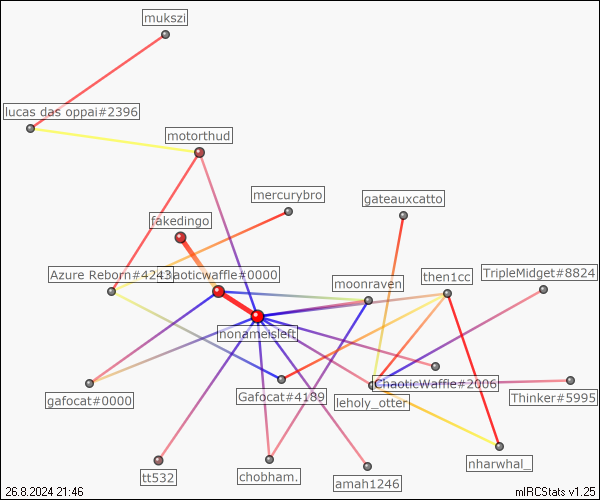 mukszi
lucas das oppai#2396
motorthud
mercurybro
gateauxcatto
fakedingo
Azure Reborn#4243
haoticwaffle#0000
moonraven
then1cc
TripleMidget#8824
nonameisleft
ChaoticWaffle#2006
gafocat#0000
Gafocat#4189
leholy_otter
Thinker#5995
tt532
chobham.
amah1246
nharwhal_
26.8.2024 21:46
mIRCStats v1.25